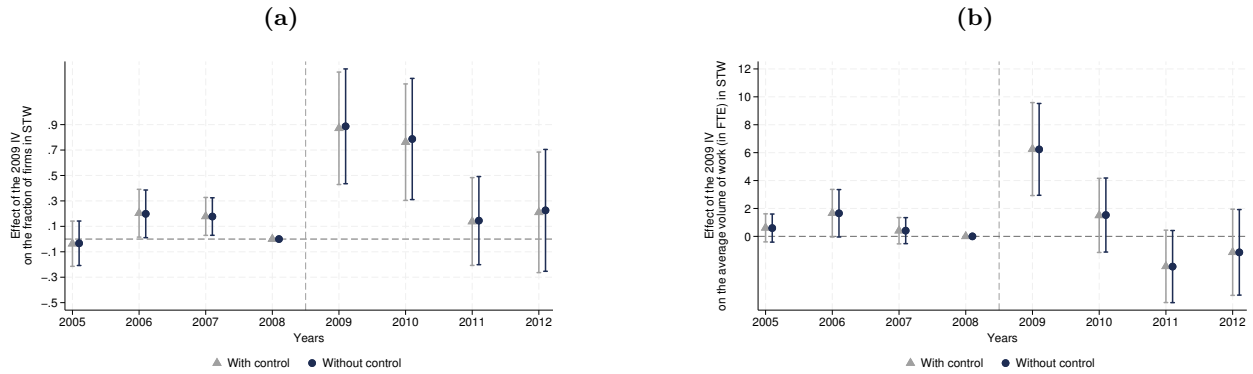 (a)
Effect of the 2009 IV
on the fraction of firms in STW
.9
.7
.5
.3
.1
-.1
-.3
-.5
2005 2006 2007 2008 2009 2010 2011 2012
Years
With control Without control
(b)
Effect of the 2009 IV
on the average volume of work (in FTE) in STW
12
10
8
6
4
2
0
2005 2006 2007 2008 2009 2010 2011 2012
Years
With control Without control